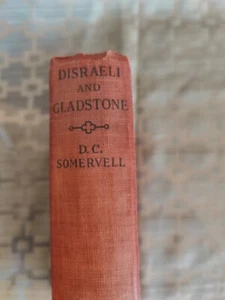 DISRAELI
AND
GLADSTONE
D. C.
SOMERVELL